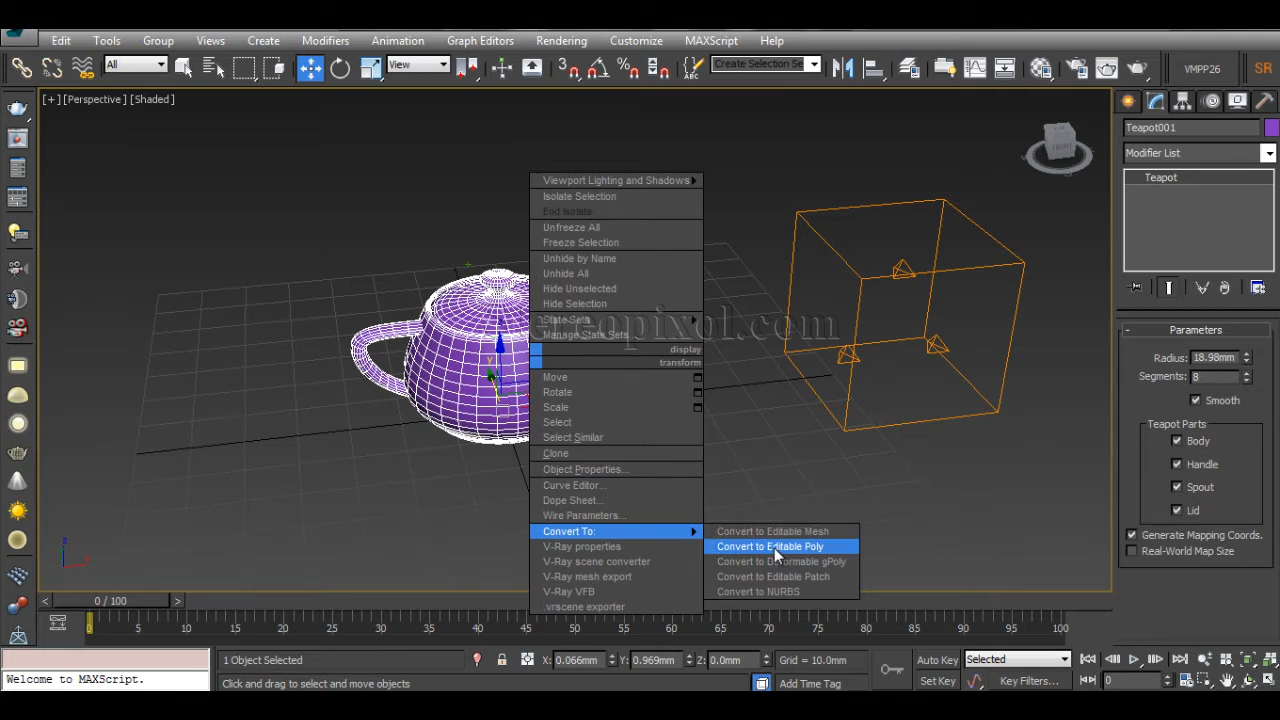 Edit Tools Group Views Create Modifiers Animation Graph Editors Rendering Customize MAXScript Help
All View 3 ABC Create Selection Se VMPP26 SR
[+] [Perspective] [Shaded]
FRONT
Teapot001
Modifier List
Teapot
Viewport Lighting and Shadows
Isolate Selection
End Isolate
Unfreeze All
Freeze Selection
Unhide by Name
Unhide All
Hide Unselected
Hide Selection
State Sets
Manage State Sets
ereopixol.com
display
transform
Move
Rotate
Scale
Select
Select Similar
Clone
Object Properties...
Curve Editor...
Dope Sheet...
Wire Parameters...
Convert To:
V-Ray properties
V-Ray scene converter
V-Ray mesh export
V-Ray VFB
.vrscene exporter
Convert to Editable Mesh
Convert to Editable Poly
Convert to Deformable gPoly
Convert to Editable Patch
Convert to NURBS
y
z
x
Parameters
Radius: 18.98mm
Segments: 8
Smooth
Teapot Parts
Body
Handle
Spout
Lid
Generate Mapping Coords.
Real-World Map Size
0 / 100
0 5 10 15 20 25 30 35 40 45 50 55 60 65 70 75 80 85 90 95 100
1 Object Selected X: 0.066mm Y: 0.969mm Z: 0.0mm Grid = 10.0mm Auto Key Selected
Welcome to MAXScript. Click and drag to select and move objects Add Time Tag Set Key Key Filters... 0